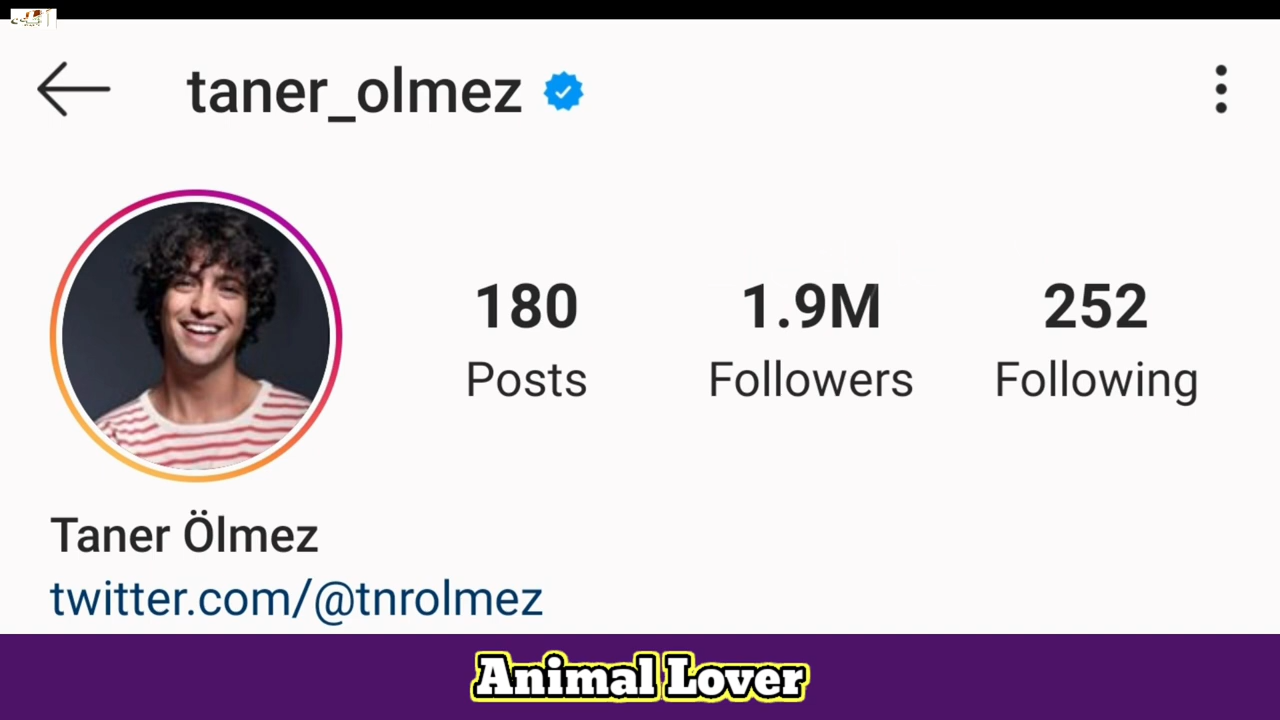 taner_olmez
180 1.9M 252
Posts Followers Following
Taner Ölmez
twitter.com/@tnrolmez
Animal Lover